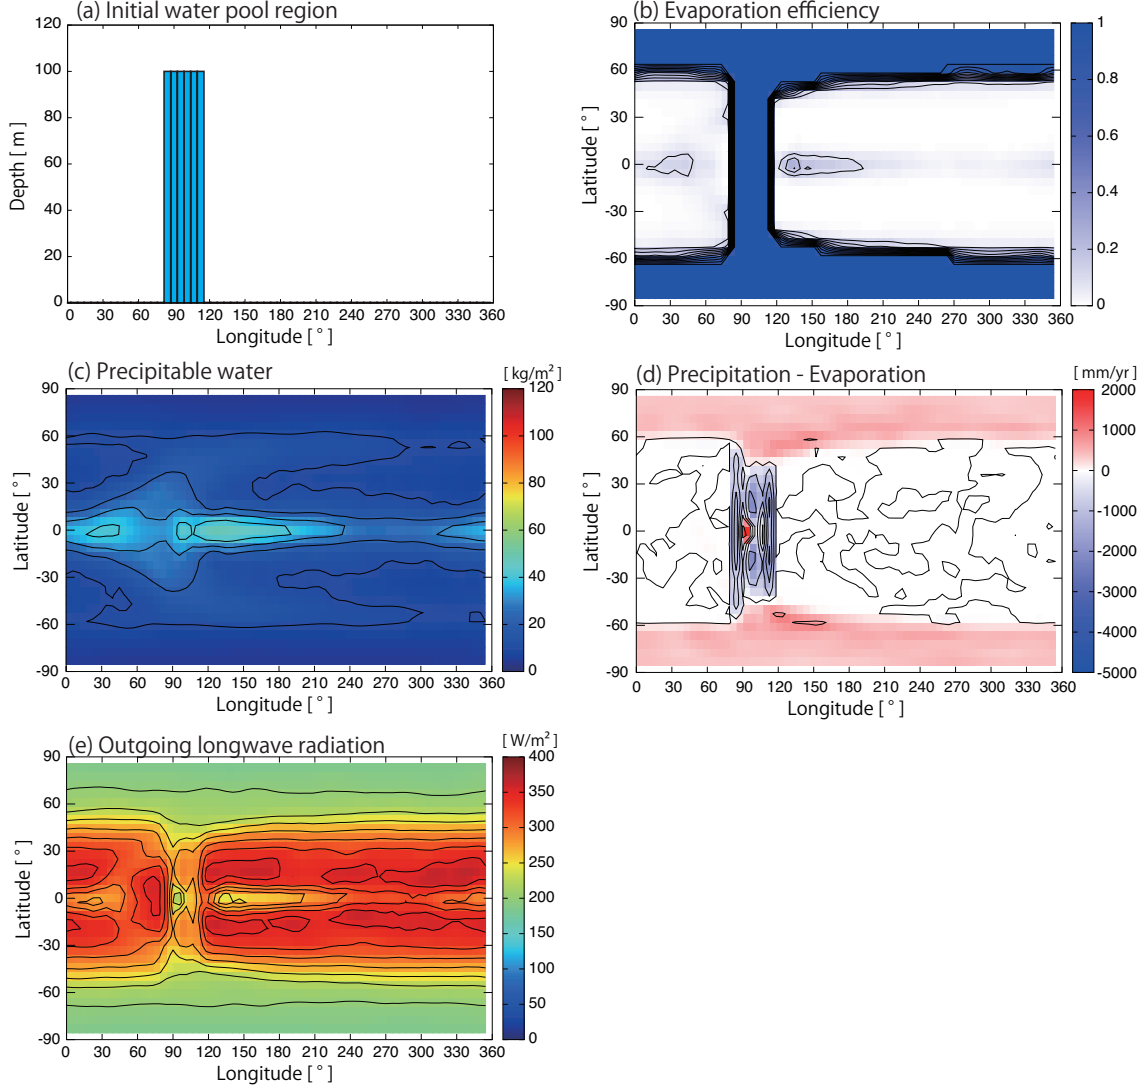 (a) Initial water pool region
120
100
80
60
40
20
0
Depth [ m ]
0 30 60 90 120 150 180 210 240 270 300 330 360
Longitude [ ° ]
(b) Evaporation efficiency
90
60
30
0
-30
-60
-90
Latitude [ ° ]
0 30 60 90 120 150 180 210 240 270 300 330 360
Longitude [ ° ]
1
0.8
0.6
0.4
0.2
0
(c) Precipitable water
[ kg/m² ]
90
60
30
0
-30
-60
-90
Latitude [ ° ]
0 30 60 90 120 150 180 210 240 270 300 330 360
Longitude [ ° ]
120
100
80
60
40
20
0
(d) Precipitation - Evaporation
[ mm/yr ]
90
60
30
0
-30
-60
-90
Latitude [ ° ]
0 30 60 90 120 150 180 210 240 270 300 330 360
Longitude [ ° ]
2000
1000
0
-1000
-2000
-3000
-4000
-5000
(e) Outgoing longwave radiation
[ W/m² ]
90
60
30
0
-30
-60
-90
Latitude [ ° ]
0 30 60 90 120 150 180 210 240 270 300 330 360
Longitude [ ° ]
400
350
300
250
200
150
100
50
0